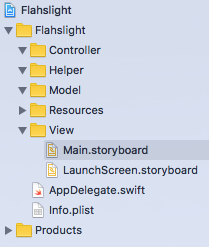 Flahslight
Flahslight
Controller
Helper
Model
Resources
View
Main.storyboard
LaunchScreen.storyboard
AppDelegate.swift
Info.plist
Products